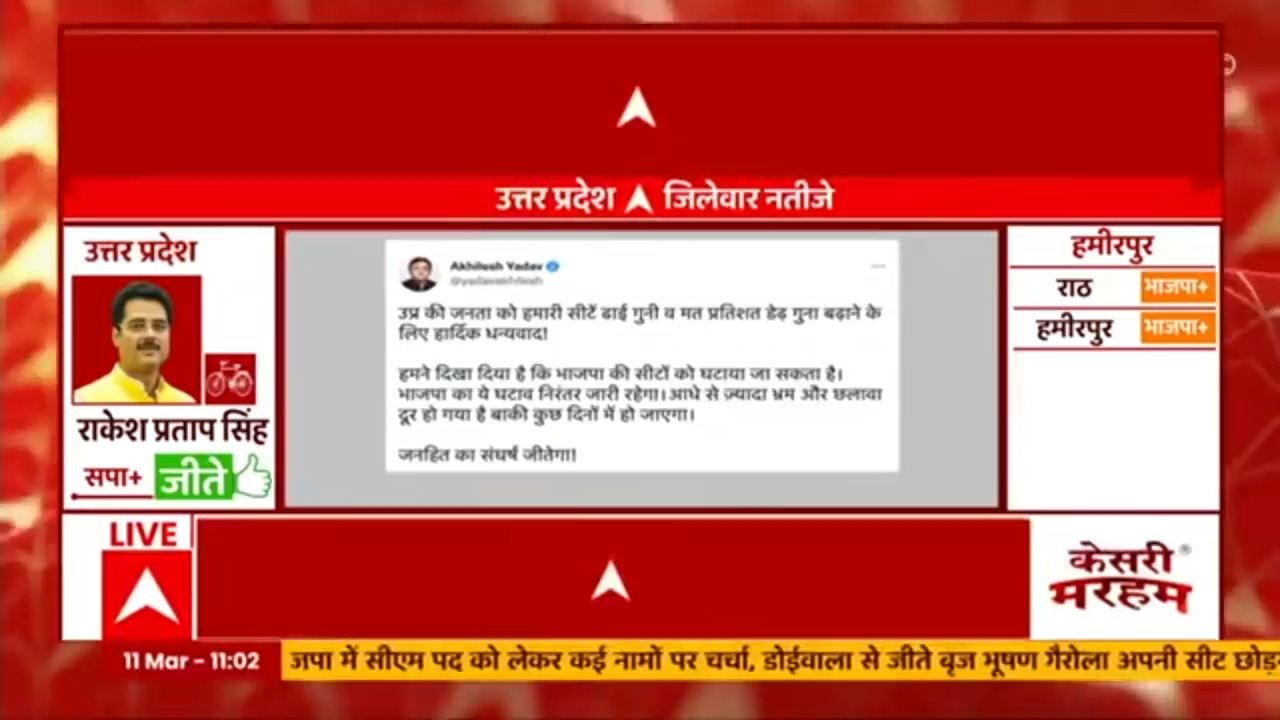 उत्तर प्रदेश जिलेवार नतीजे
उत्तर प्रदेश
राकेश प्रताप सिंह
सपा+ जीते
Akhilesh Yadav
@yadavakhilesh
उप्र की जनता को हमारी सीटें ढाई गुनी व मत प्रतिशत डेढ़ गुना बढ़ाने के
लिए हार्दिक धन्यवाद!
हमने दिखा दिया है कि भाजपा की सीटों को घटाया जा सकता है।
भाजपा का ये घटाव निरंतर जारी रहेगा।आधे से ज़्यादा भ्रम और छलावा
दूर हो गया है बाकी कुछ दिनों में हो जाएगा।
जनहित का संघर्ष जीतेगा!
हमीरपुर
राठ भाजपा+
हमीरपुर भाजपा+
LIVE
केसरी
मरहम
11 Mar - 11:02
जपा में सीएम पद को लेकर कई नामों पर चर्चा, डोईवाला से जीते बृज भूषण गैरोला अपनी सीट छोड़